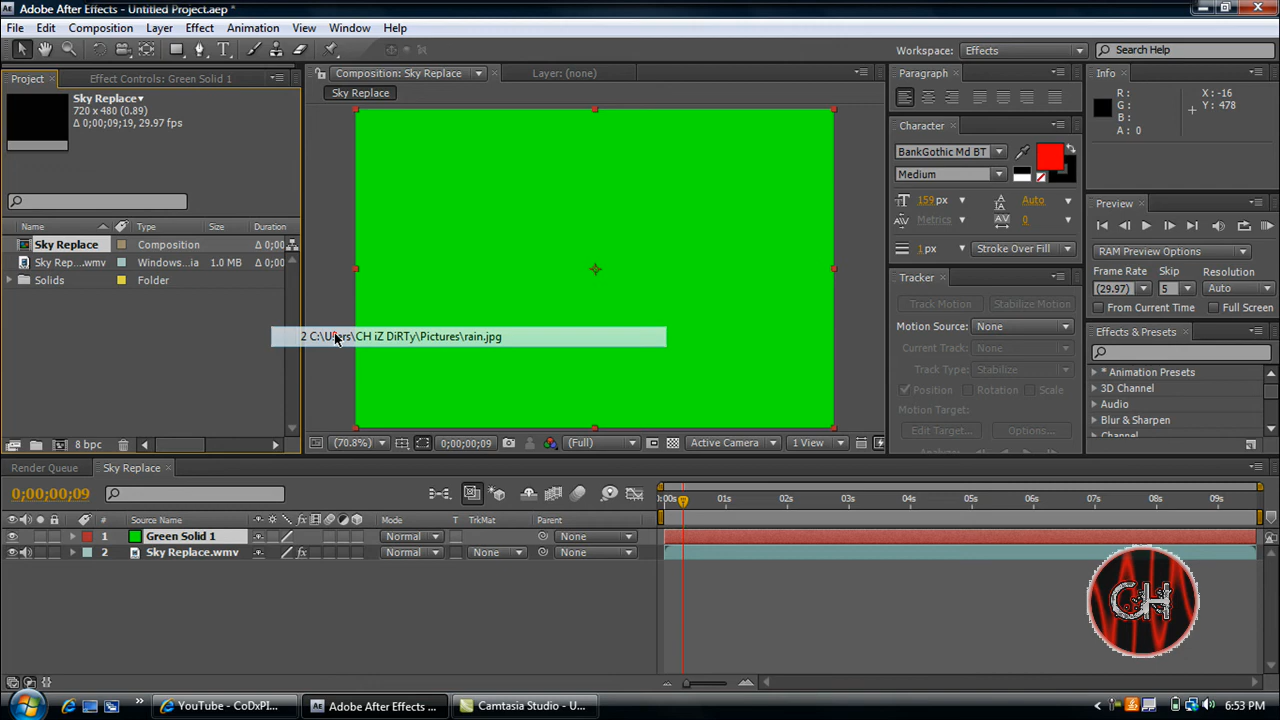 Adobe After Effects - Untitled Project.aep *
File Edit Composition Layer Effect Animation View Window Help
Workspace: Effects Search Help
Project Effect Controls: Green Solid 1
Composition: Sky Replace Layer: (none)
Paragraph
Info
Sky Replace
Sky Replace
720 x 480 (0.89)
Δ 0;00;09;19, 29.97 fps
R :
G :
B :
A : 0
X: -16
Y: 478
Character
BankGothic Md BT
Medium
159 px Auto
Metrics 0
1 px Stroke Over Fill
Preview
RAM Preview Options
Frame Rate Skip Resolution
(29.97) 5 Auto
From Current Time Full Screen
Name Type Size Duration
Sky Replace Composition Δ 0;00
Sky Rep....wmv Windows...ia 1.0 MB Δ 0;00
Solids Folder
2 C:\Users\CH iZ DiRTy\Pictures\rain.jpg
Tracker
Track Motion Stabilize Motion
Motion Source: None
Current Track: None
Track Type: Stabilize
Position Rotation Scale
Motion Target:
Edit Target... Options...
Effects & Presets
* Animation Presets
3D Channel
Audio
Blur & Sharpen
Channel
8 bpc
(70.8%) 0;00;00;09 (Full) Active Camera 1 View
Render Queue Sky Replace
0;00;00;09
0:00s 01s 02s 03s 04s 05s 06s 07s 08s 09s
# Source Name Mode T TrkMat Parent
1 Green Solid 1 Normal None
2 Sky Replace.wmv Normal None None
CH
YouTube - CoDxPI... Adobe After Effects ... Camtasia Studio - U... 6:53 PM